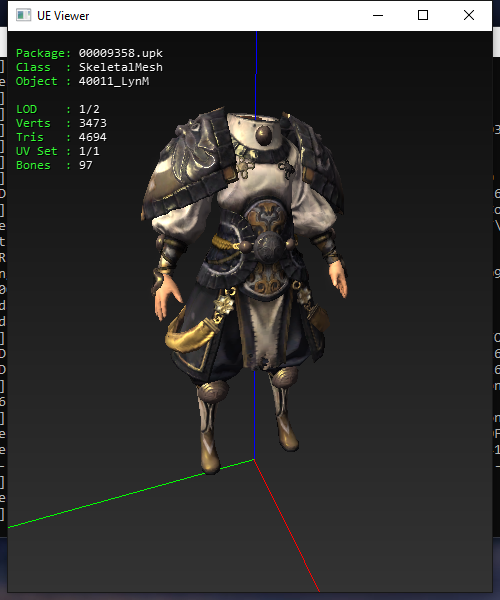 UE Viewer
Package: 00009358.upk
Class : SkeletalMesh
Object : 40011_LynM
LOD : 1/2
Verts : 3473
Tris : 4694
UV Set : 1/1
Bones : 97